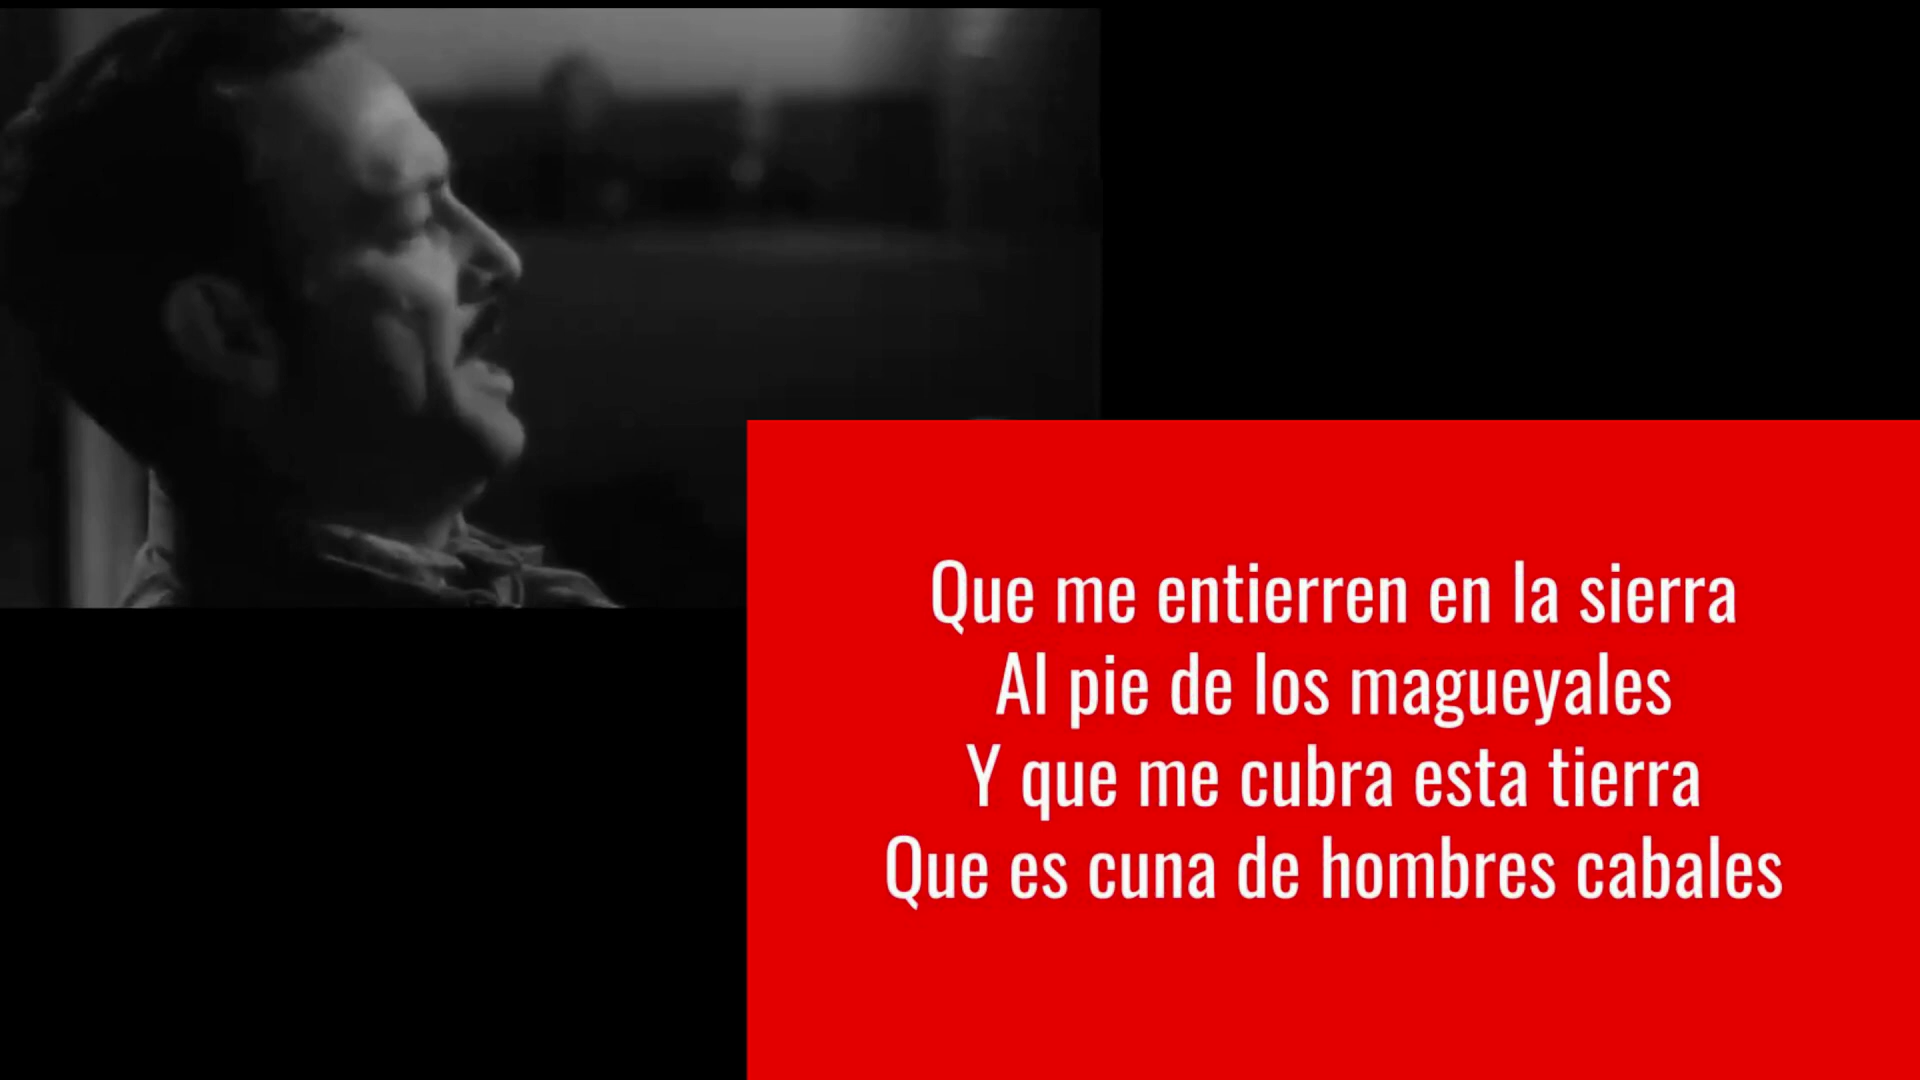 Que me entierren en la sierra
Al pie de los magueyales
Y que me cubra esta tierra
Que es cuna de hombres cabales